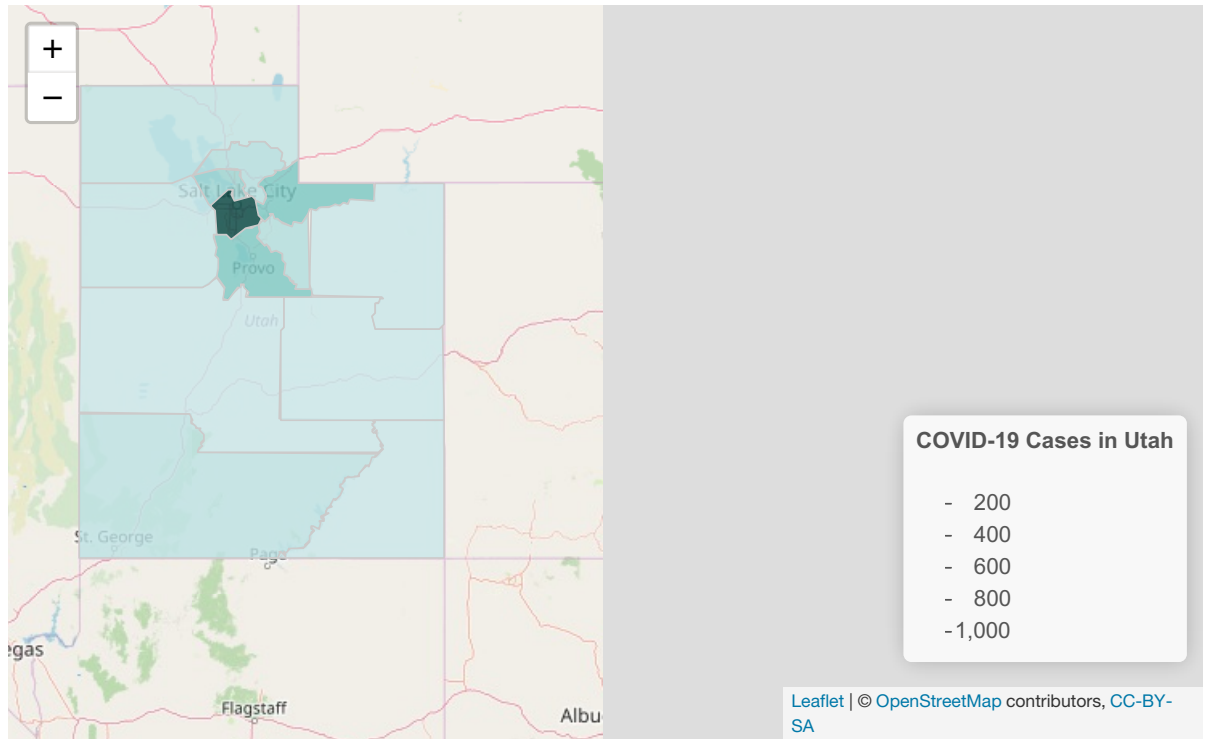 +
−
Salt Lake City
Provo
Utah
St. George
Page
egas
Flagstaff
Albu
COVID-19 Cases in Utah
- 200
- 400
- 600
- 800
-1,000
Leaflet | © OpenStreetMap contributors, CC-BY-
SA